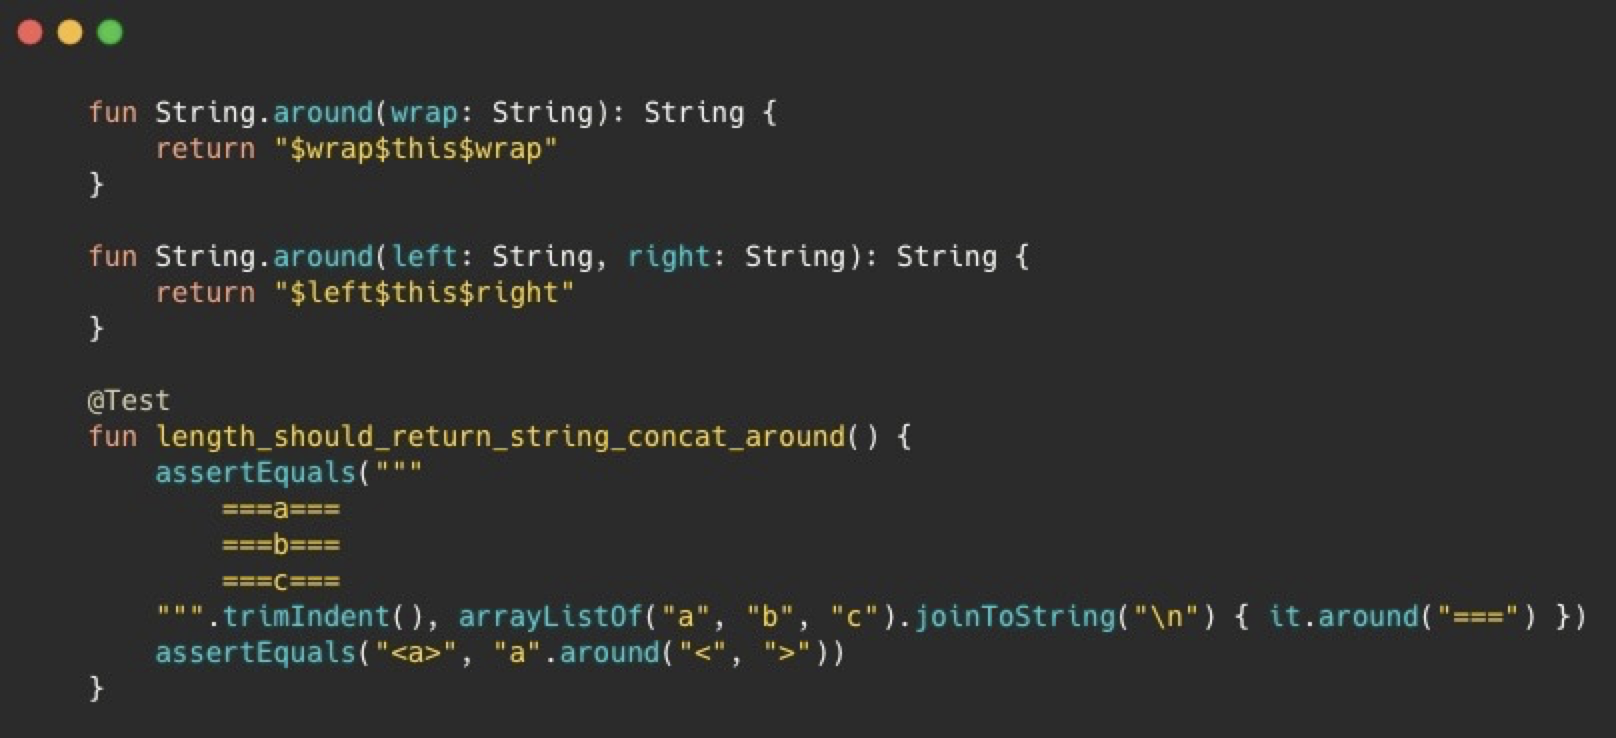 fun String.around(wrap: String): String {
    return "$wrap$this$wrap"
}

fun String.around(left: String, right: String): String {
    return "$left$this$right"
}

@Test
fun length_should_return_string_concat_around() {
    assertEquals("""
        ===a===
        ===b===
        ===c===
    """.trimIndent(), arrayListOf("a", "b", "c").joinToString("\n") { it.around("===") })
    assertEquals("<a>", "a".around("<", ">"))
}